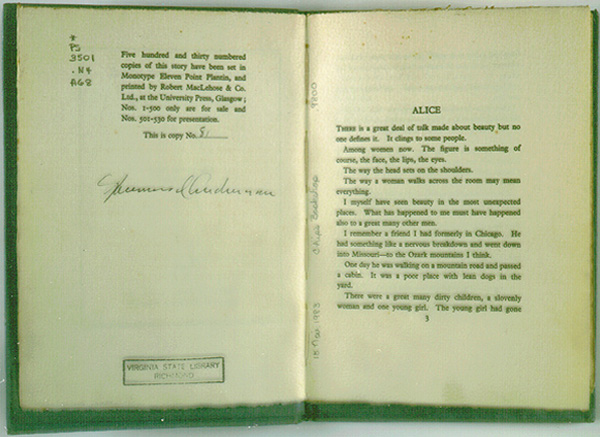 *
PS
3501
.N4
A68
Five hundred and thirty numbered
copies of this story have been set in
Monotype Eleven Point Plantin, and
printed by Robert MacLehose & Co.
Ltd., at the University Press, Glasgow;
Nos. 1-500 only are for sale and
Nos. 501-530 for presentation.
This is copy No. 81
Sherwood Anderson
VIRGINIA STATE LIBRARY
RICHMOND
15 Mar. 1983 Chips Bookshop
ALICE
THERE is a great deal of talk made about beauty but no
one defines it. It clings to some people.
Among women now. The figure is something of
course, the face, the lips, the eyes.
The way the head sets on the shoulders.
The way a woman walks across the room may mean
everything.
I myself have seen beauty in the most unexpected
places. What has happened to me must have happened
also to a great many other men.
I remember a friend I had formerly in Chicago. He
had something like a nervous breakdown and went down
into Missouri—to the Ozark mountains I think.
One day he was walking on a mountain road and passed
a cabin. It was a poor place with lean dogs in the
yard.
There were a great many dirty children, a slovenly
woman and one young girl. The young girl had gone
3